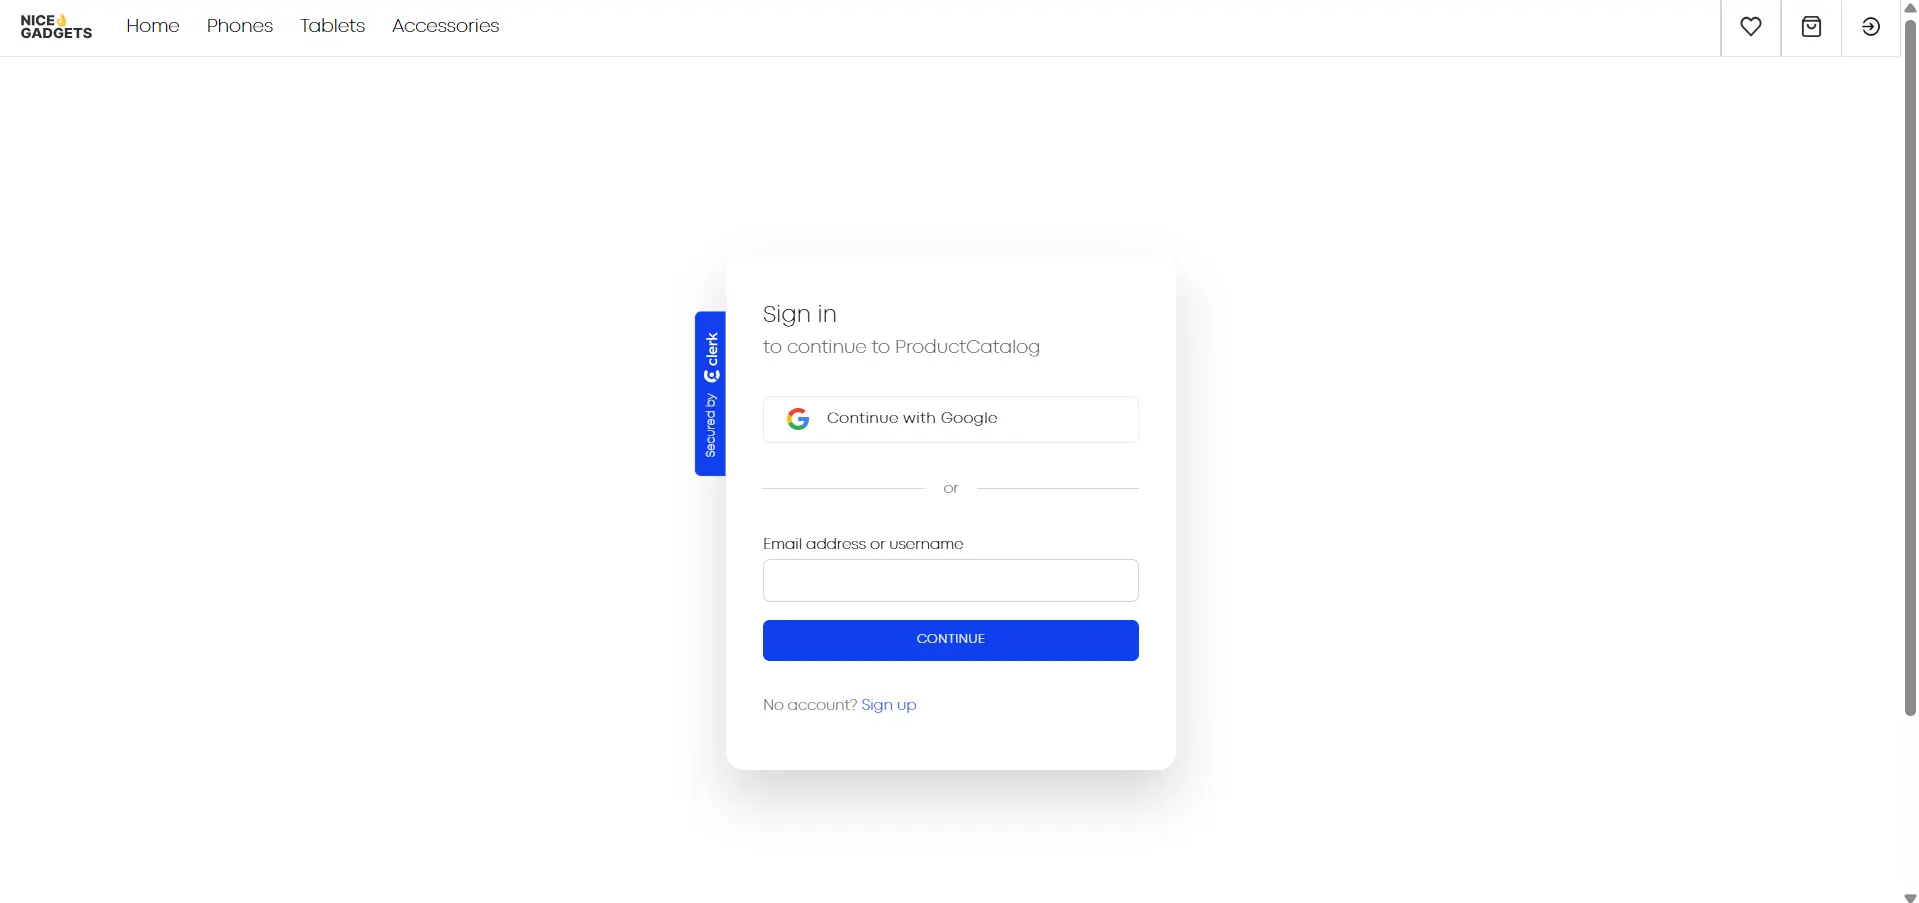 NICE👌
GADGETS
Home
Phones
Tablets
Accessories
Sign in
to continue to ProductCatalog
Secured by clerk
Continue with Google
or
Email address or username
CONTINUE
No account? Sign up